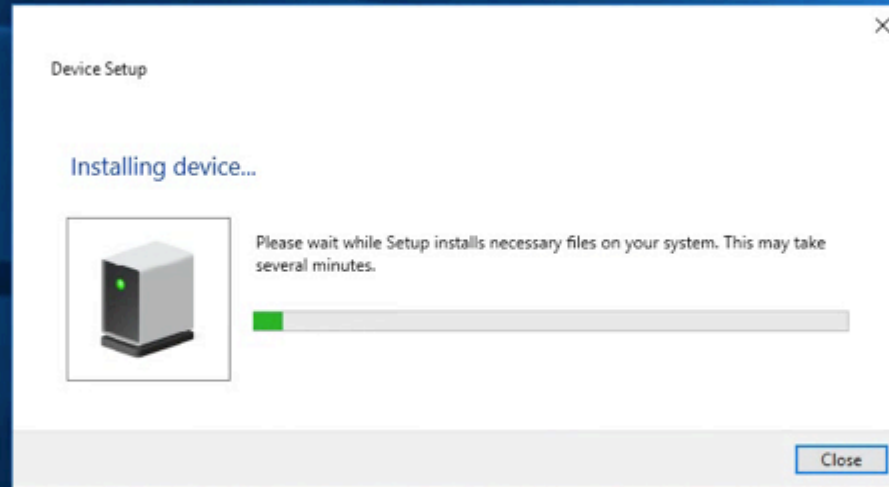 Device Setup
Installing device...
Please wait while Setup installs necessary files on your system. This may take
several minutes.
Close